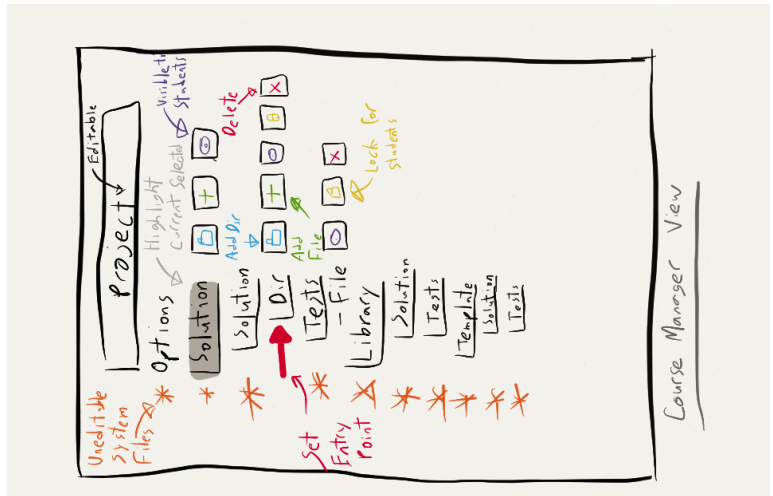 Project
Editable
Uneditable
System
Files
Options
Highlight
Current Selected
Visible to
Students
Solution
Add Dir
Delete
Solution
Dir
Add
File
Set
Entry
Point
Tests
- File
Lock for
Students
Library
Solution
Tests
Template
Solution
Tests
Course Manager View